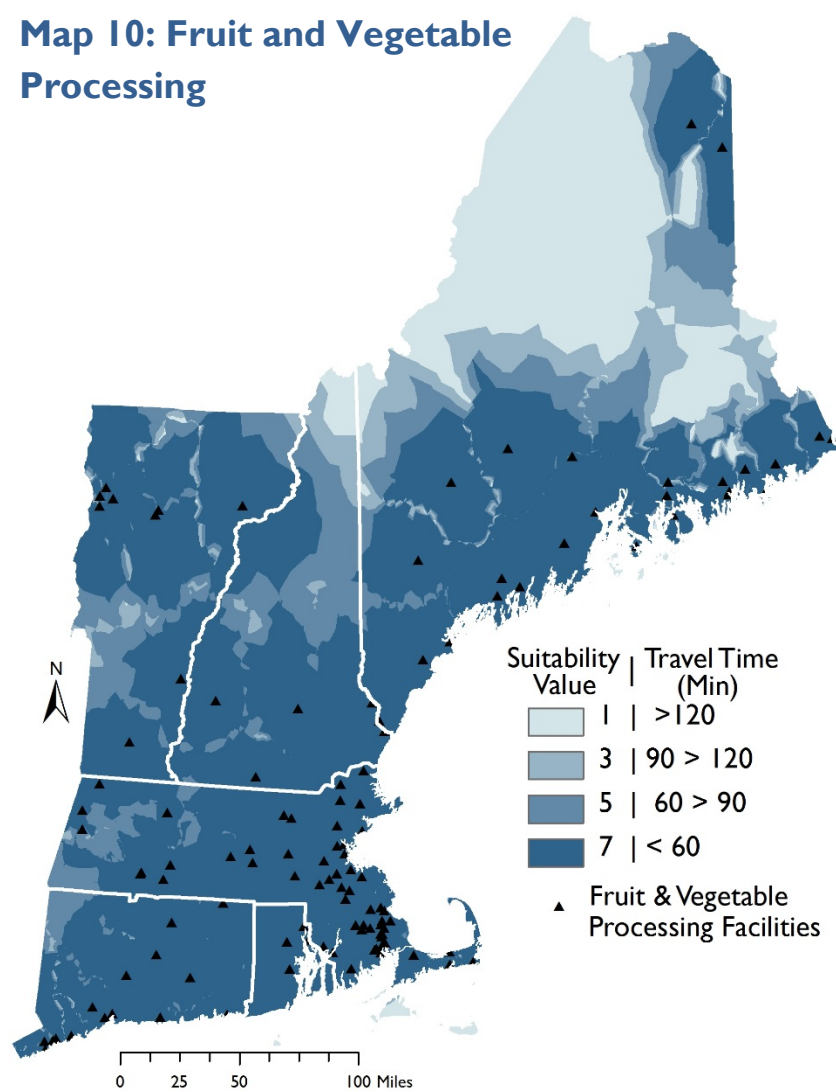 Map 10: Fruit and Vegetable
Processing
N
Suitability | Travel Time
Value (Min)
1 | >120
3 | 90 > 120
5 | 60 > 90
7 | < 60
Fruit & Vegetable
Processing Facilities
0 25 50 100 Miles